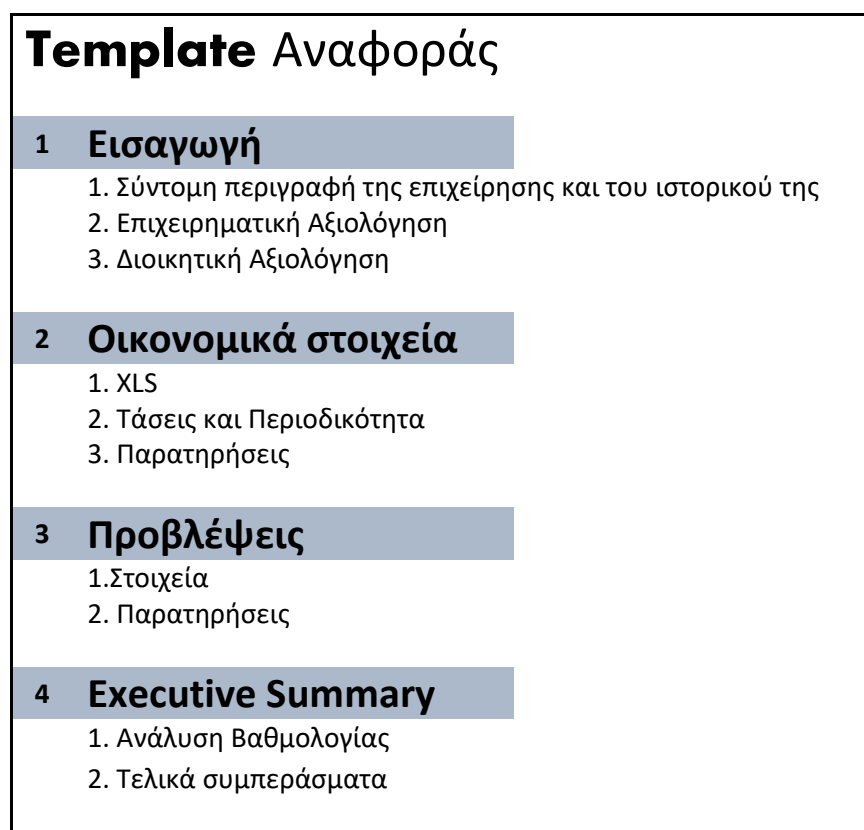 Template Αναφοράς
1 Εισαγωγή
1. Σύντομη περιγραφή της επιχείρησης και του ιστορικού της
2. Επιχειρηματική Αξιολόγηση
3. Διοικητική Αξιολόγηση
2 Οικονομικά στοιχεία
1. XLS
2. Τάσεις και Περιοδικότητα
3. Παρατηρήσεις
3 Προβλέψεις
1.Στοιχεία
2. Παρατηρήσεις
4 Executive Summary
1. Ανάλυση Βαθμολογίας
2. Τελικά συμπεράσματα